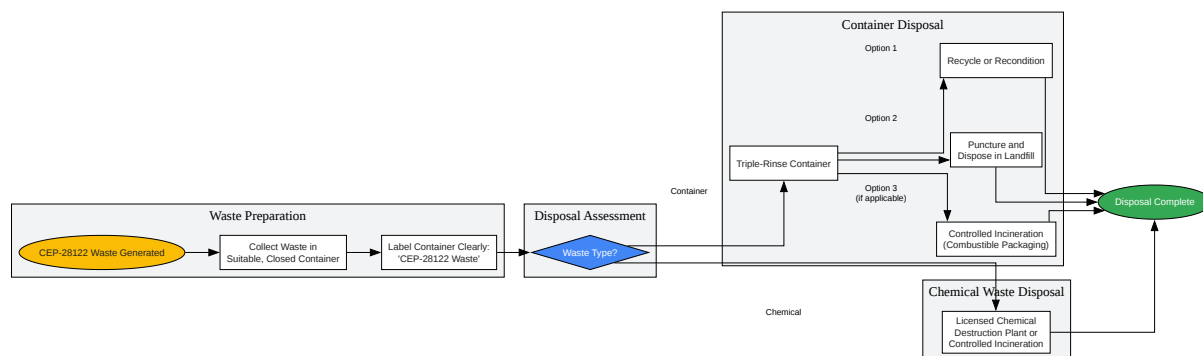 Container Disposal
Option 1
Recycle or Recondition
Option 2
Puncture and
Dispose in Landfill
Triple-Rinse Container
Option 3
(if applicable)
Container
Disposal Complete
Waste Preparation
Disposal Assessment
Controlled Incineration
(Combustible Packaging)
CEP-28122 Waste Generated
Collect Waste in
Suitable, Closed Container
Label Container Clearly:
'CEP-28122 Waste'
Waste Type?
Chemical Waste Disposal
Chemical
Licensed Chemical
Destruction Plant or
Controlled Incineration